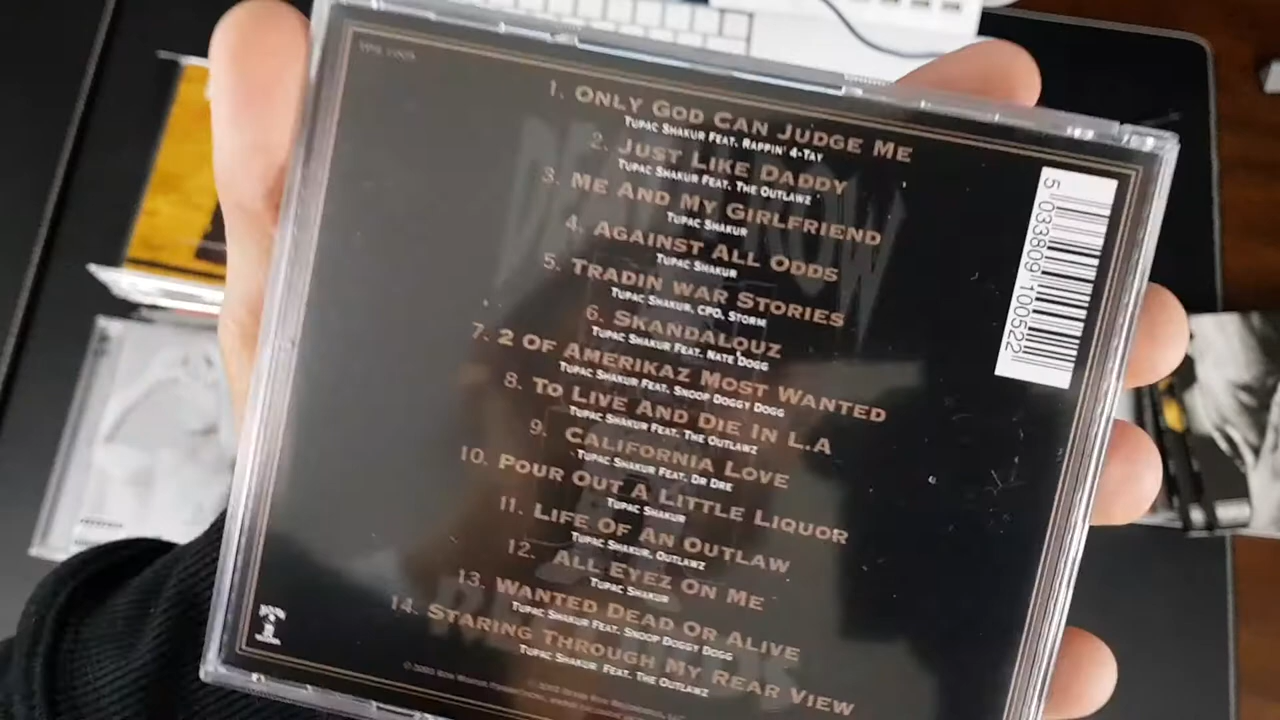 1. ONLY GOD CAN JUDGE ME
TUPAC SHAKUR FEAT. RAPPIN' 4-TAY
2. JUST LIKE DADDY
TUPAC SHAKUR FEAT. THE OUTLAWZ
3. ME AND MY GIRLFRIEND
TUPAC SHAKUR
4. AGAINST ALL ODDS
TUPAC SHAKUR
5. TRADIN WAR STORIES
TUPAC SHAKUR, CPO, STORM
6. SKANDALOUZ
TUPAC SHAKUR FEAT. NATE DOGG
7. 2 OF AMERIKAZ MOST WANTED
TUPAC SHAKUR FEAT. SNOOP DOGGY DOGG
8. TO LIVE AND DIE IN L.A
TUPAC SHAKUR FEAT. THE OUTLAWZ
9. CALIFORNIA LOVE
TUPAC SHAKUR FEAT. DR DRE
10. POUR OUT A LITTLE LIQUOR
TUPAC SHAKUR
11. LIFE OF AN OUTLAW
TUPAC SHAKUR, OUTLAWZ
12. ALL EYEZ ON ME
TUPAC SHAKUR
13. WANTED DEAD OR ALIVE
TUPAC SHAKUR FEAT. SNOOP DOGGY DOGG
14. STARING THROUGH MY REAR VIEW
TUPAC SHAKUR FEAT. THE OUTLAWZ
5 033809 100522